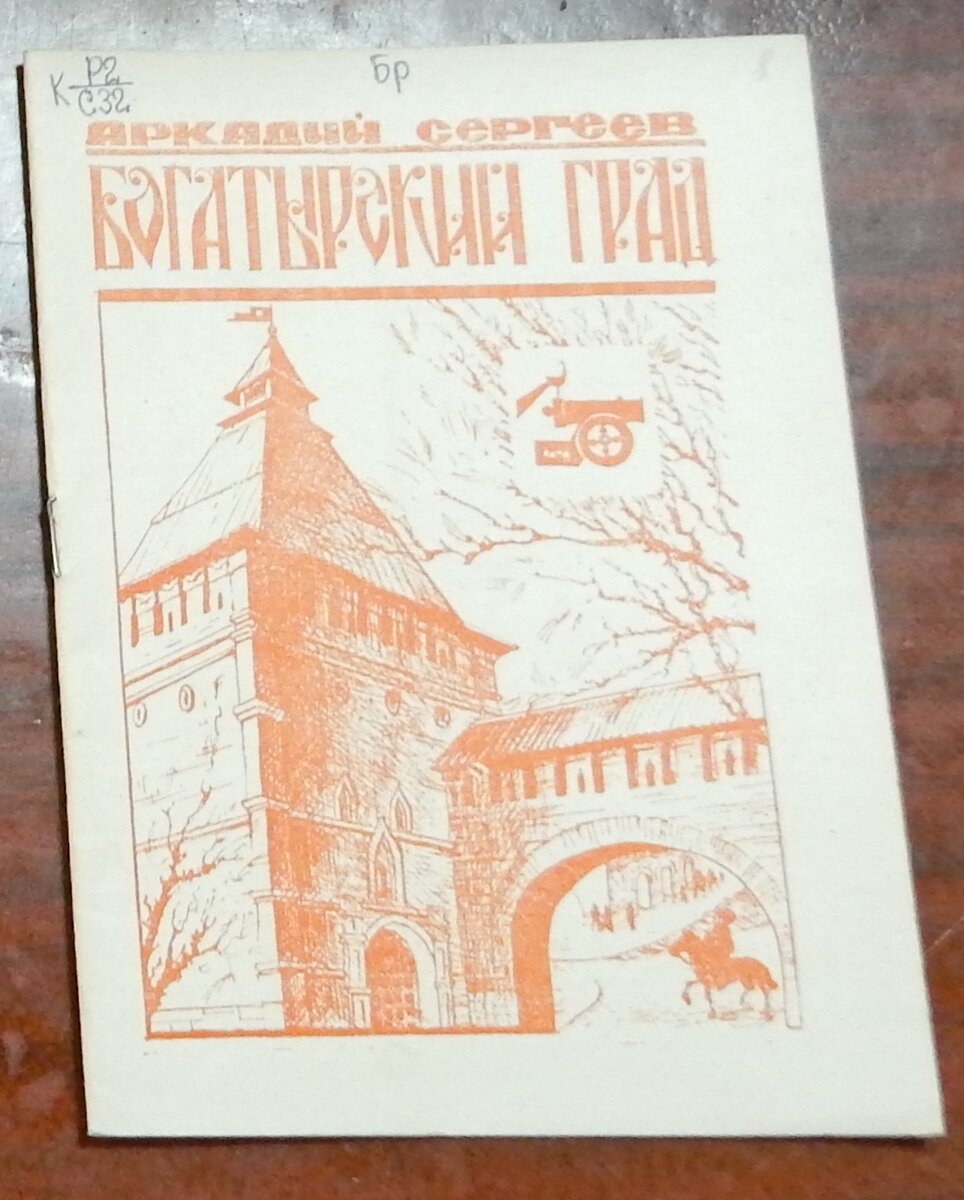 К Р2 Бр
С32
АРКАДИЙ СЕРГЕЕВ
БОГАТЫРСКИЙ ГРАД